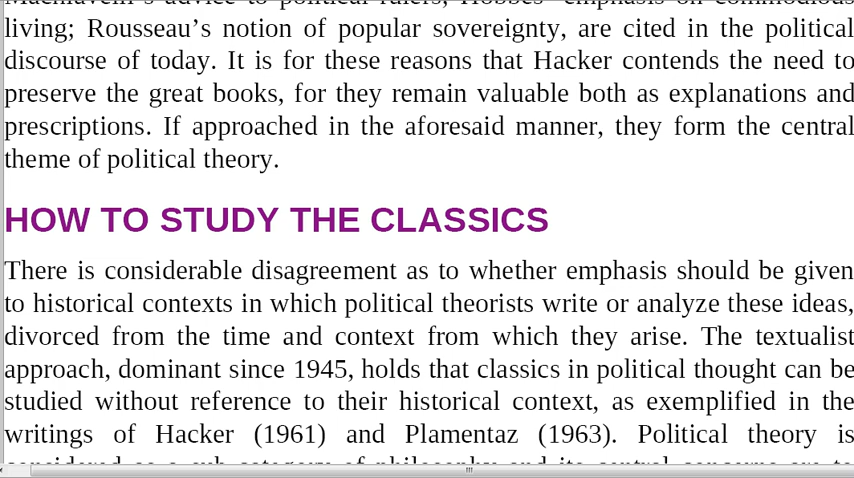 living; Rousseau’s notion of popular sovereignty, are cited in the political
discourse of today. It is for these reasons that Hacker contends the need to
preserve the great books, for they remain valuable both as explanations and
prescriptions. If approached in the aforesaid manner, they form the central
theme of political theory.
HOW TO STUDY THE CLASSICS
There is considerable disagreement as to whether emphasis should be given
to historical contexts in which political theorists write or analyze these ideas,
divorced from the time and context from which they arise. The textualist
approach, dominant since 1945, holds that classics in political thought can be
studied without reference to their historical context, as exemplified in the
writings of Hacker (1961) and Plamentaz (1963). Political theory is